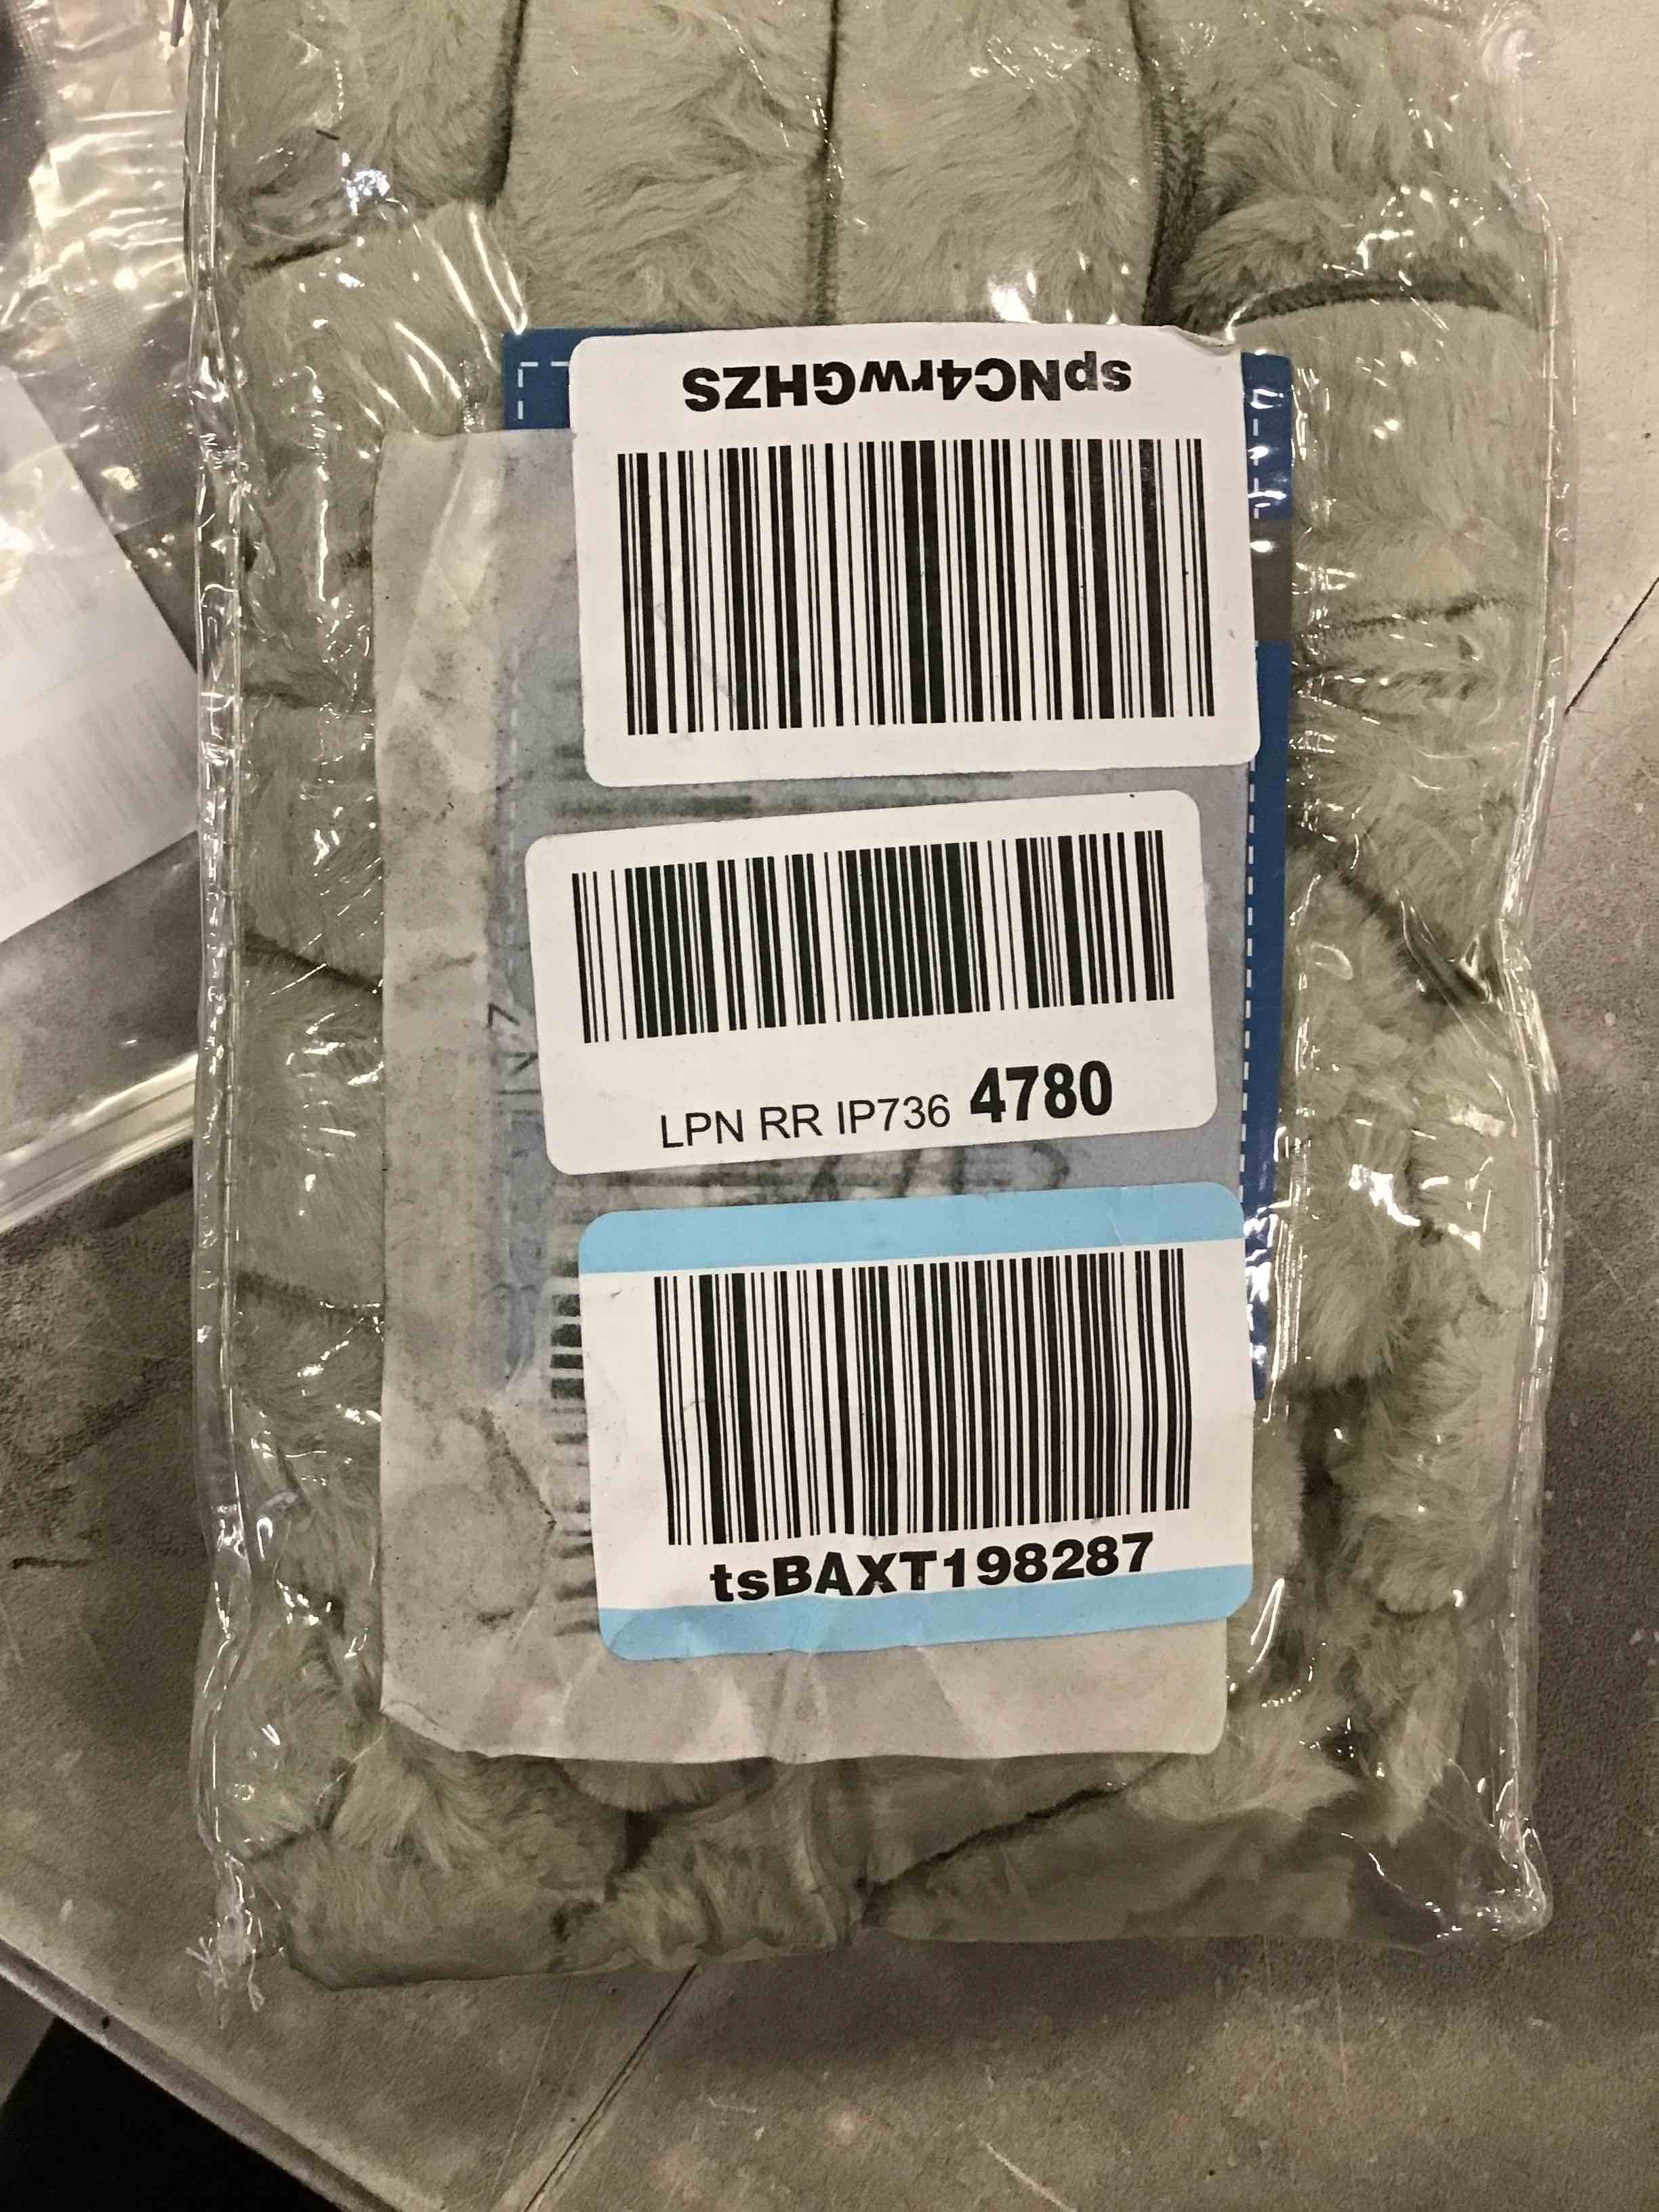 spNC4rwGHZS
LPN RR IP736 4780
tsBAXT198287